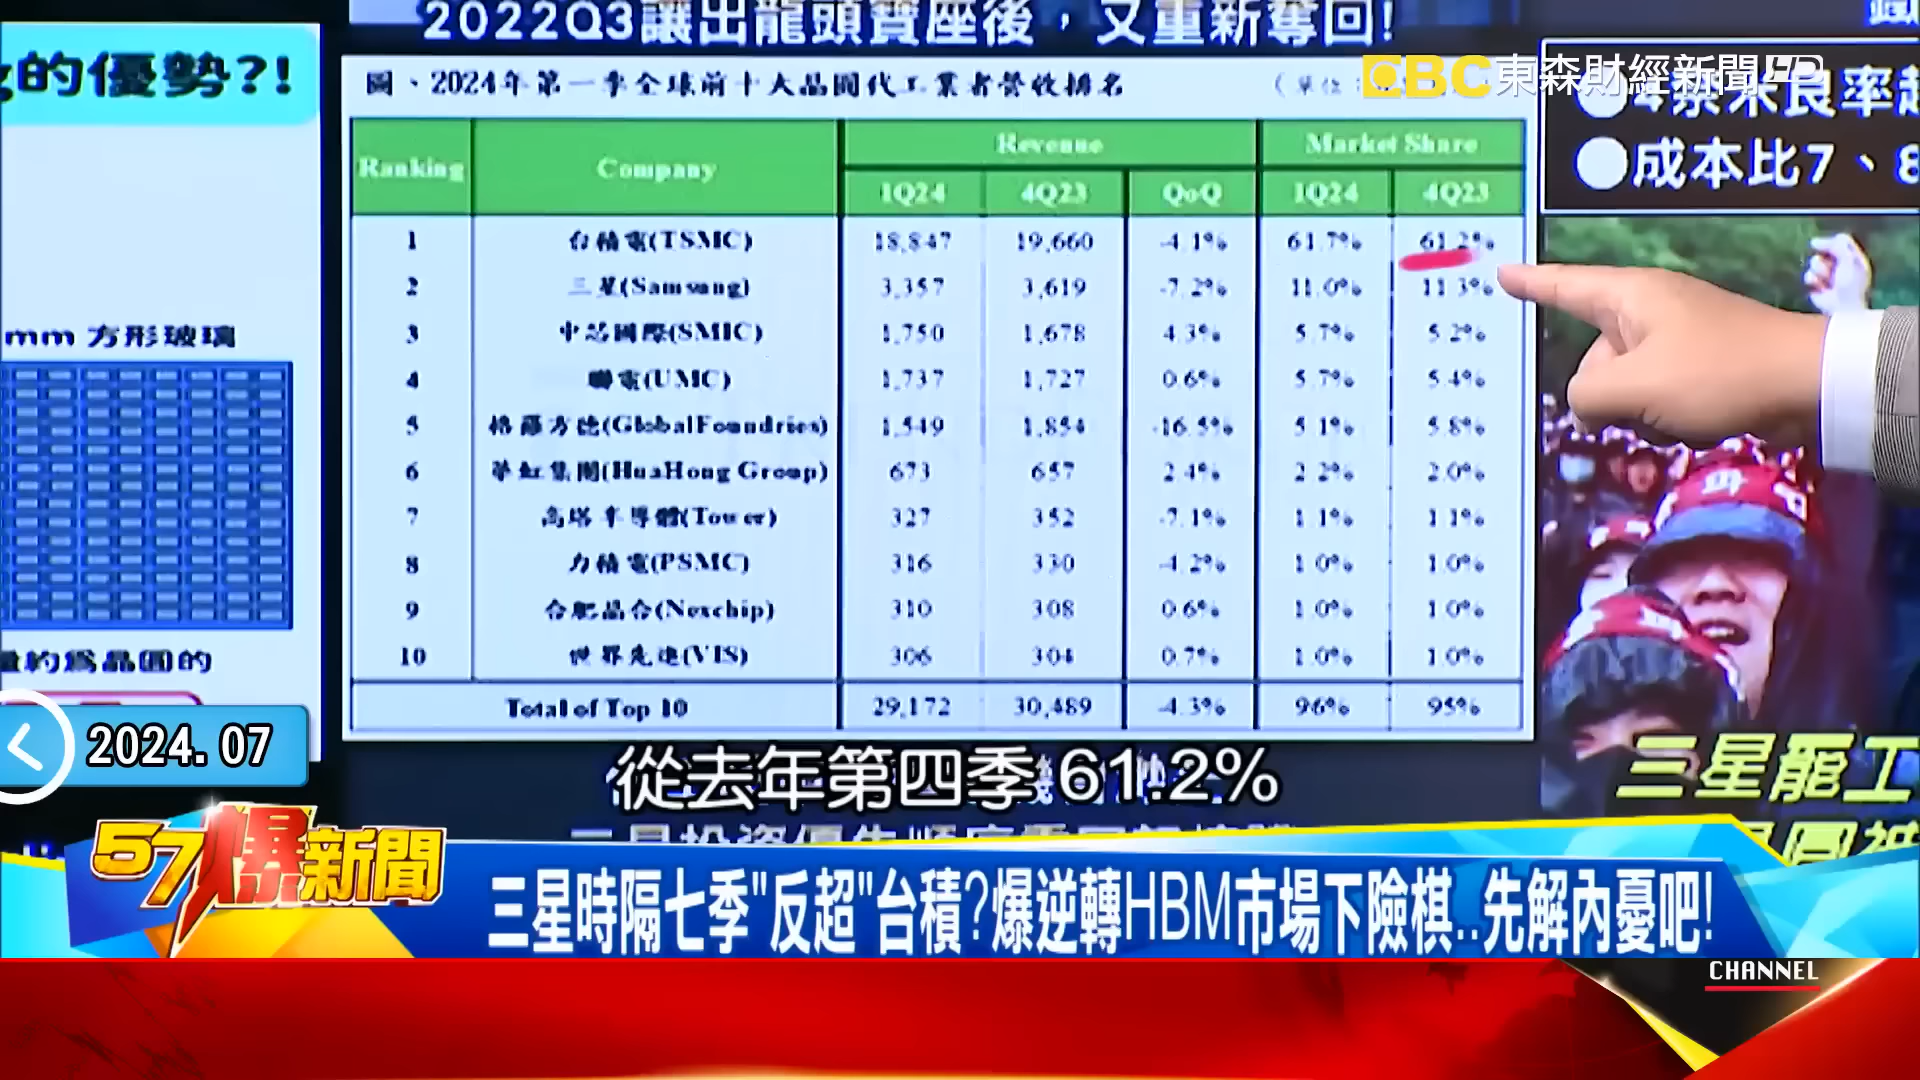 2022Q3讓出龍頭寶座後，又重新奪回!
的優勢?!
圖、2024年第一季全球前十大晶圓代工業者營收排名
EBC東森財經新聞HD
Ranking Company Revenue Market Share
1Q24 4Q23 QoQ 1Q24 4Q23
1 台積電(TSMC) 18,847 19,660 -4.1% 61.7% 61.2%
2 三星(Samsung) 3,357 3,619 -7.2% 11.0% 11.3%
3 中芯國際(SMIC) 1,750 1,678 4.3% 5.7% 5.2%
4 聯電(UMC) 1,737 1,727 0.6% 5.7% 5.4%
5 格羅方德(GlobalFoundries) 1,549 1,854 -16.5% 5.1% 5.8%
6 華虹集團(HuaHong Group) 673 657 2.4% 2.2% 2.0%
7 高塔半導體(Tower) 327 352 -7.1% 1.1% 1.1%
8 力積電(PSMC) 316 330 -4.2% 1.0% 1.0%
9 合肥晶合(Nexchip) 310 308 0.6% 1.0% 1.0%
10 世界先進(VIS) 306 304 0.7% 1.0% 1.0%
Total of Top 10 29,172 30,489 -4.3% 96% 95%
良率
成本比7、8
mm 方形玻璃
晶圓的
2024.07
從去年第四季61.2%
三星罷工
57爆新聞
三星時隔七季"反超"台積?爆逆轉HBM市場下險棋..先解內憂吧!
CHANNEL